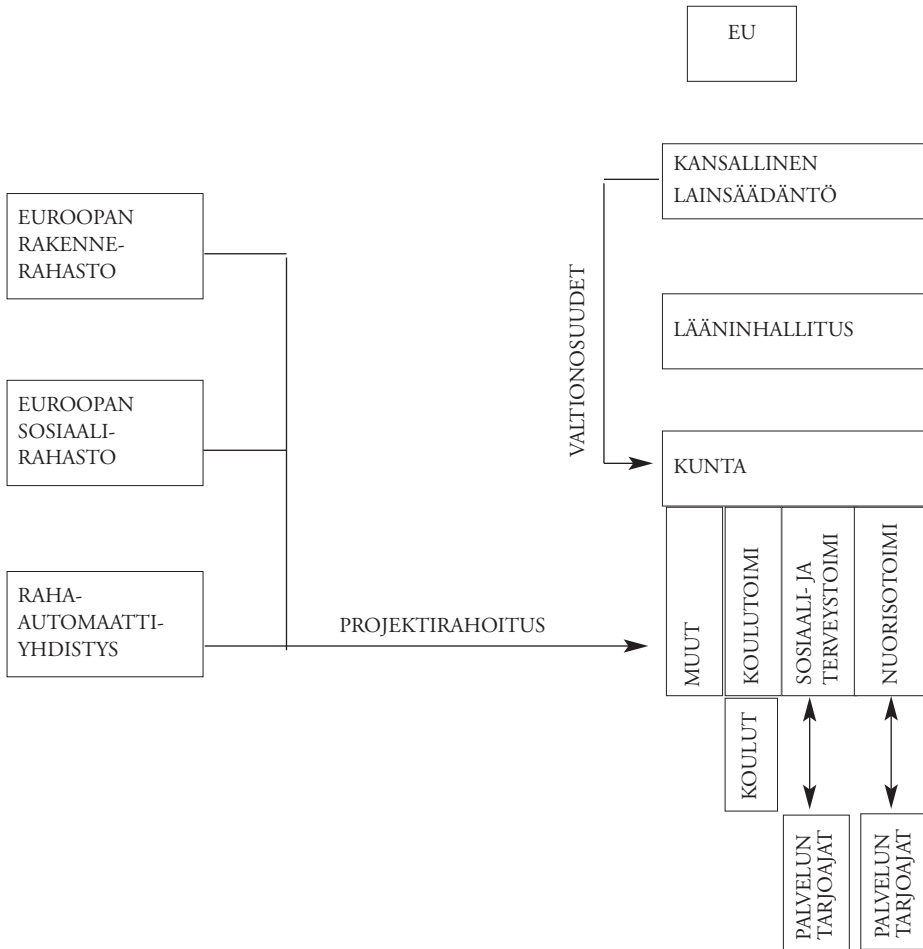 EU
KANSALLINEN
LAINSÄÄDÄNTÖ
EUROOPAN
RAKENNE-
RAHASTO
VALTIONOSUUDET
LÄÄNINHALLITUS
EUROOPAN
SOSIAALI-
RAHASTO
KUNTA
RAHA-
AUTOMAATTI-
YHDISTYS
PROJEKTIRAHOITUS
MUUT
KOULUTOIMI
SOSIAALI- JA
TERVEYSTOIMI
NUORISOTOIMI
KOULUT
PALVELUN
TARJOAJAT
PALVELUN
TARJOAJAT